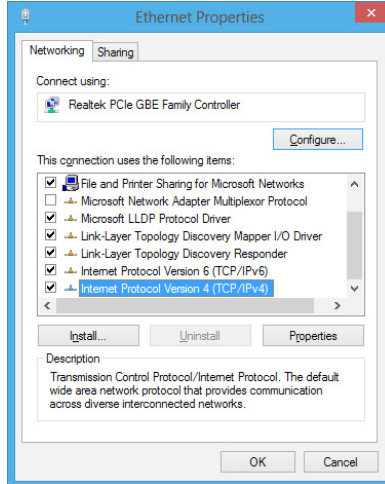 Ethernet Properties
Networking
Sharing
Connect using:
Realtek PCIe GBE Family Controller
Configure...
This connection uses the following items:
File and Printer Sharing for Microsoft Networks
Microsoft Network Adapter Multiplexor Protocol
Microsoft LLDP Protocol Driver
Link-Layer Topology Discovery Mapper I/O Driver
Link-Layer Topology Discovery Responder
Internet Protocol Version 6 (TCP/IPv6)
Internet Protocol Version 4 (TCP/IPv4)
Install...
Uninstall
Properties
Description
Transmission Control Protocol/Internet Protocol. The default
wide area network protocol that provides communication
across diverse interconnected networks.
OK
Cancel